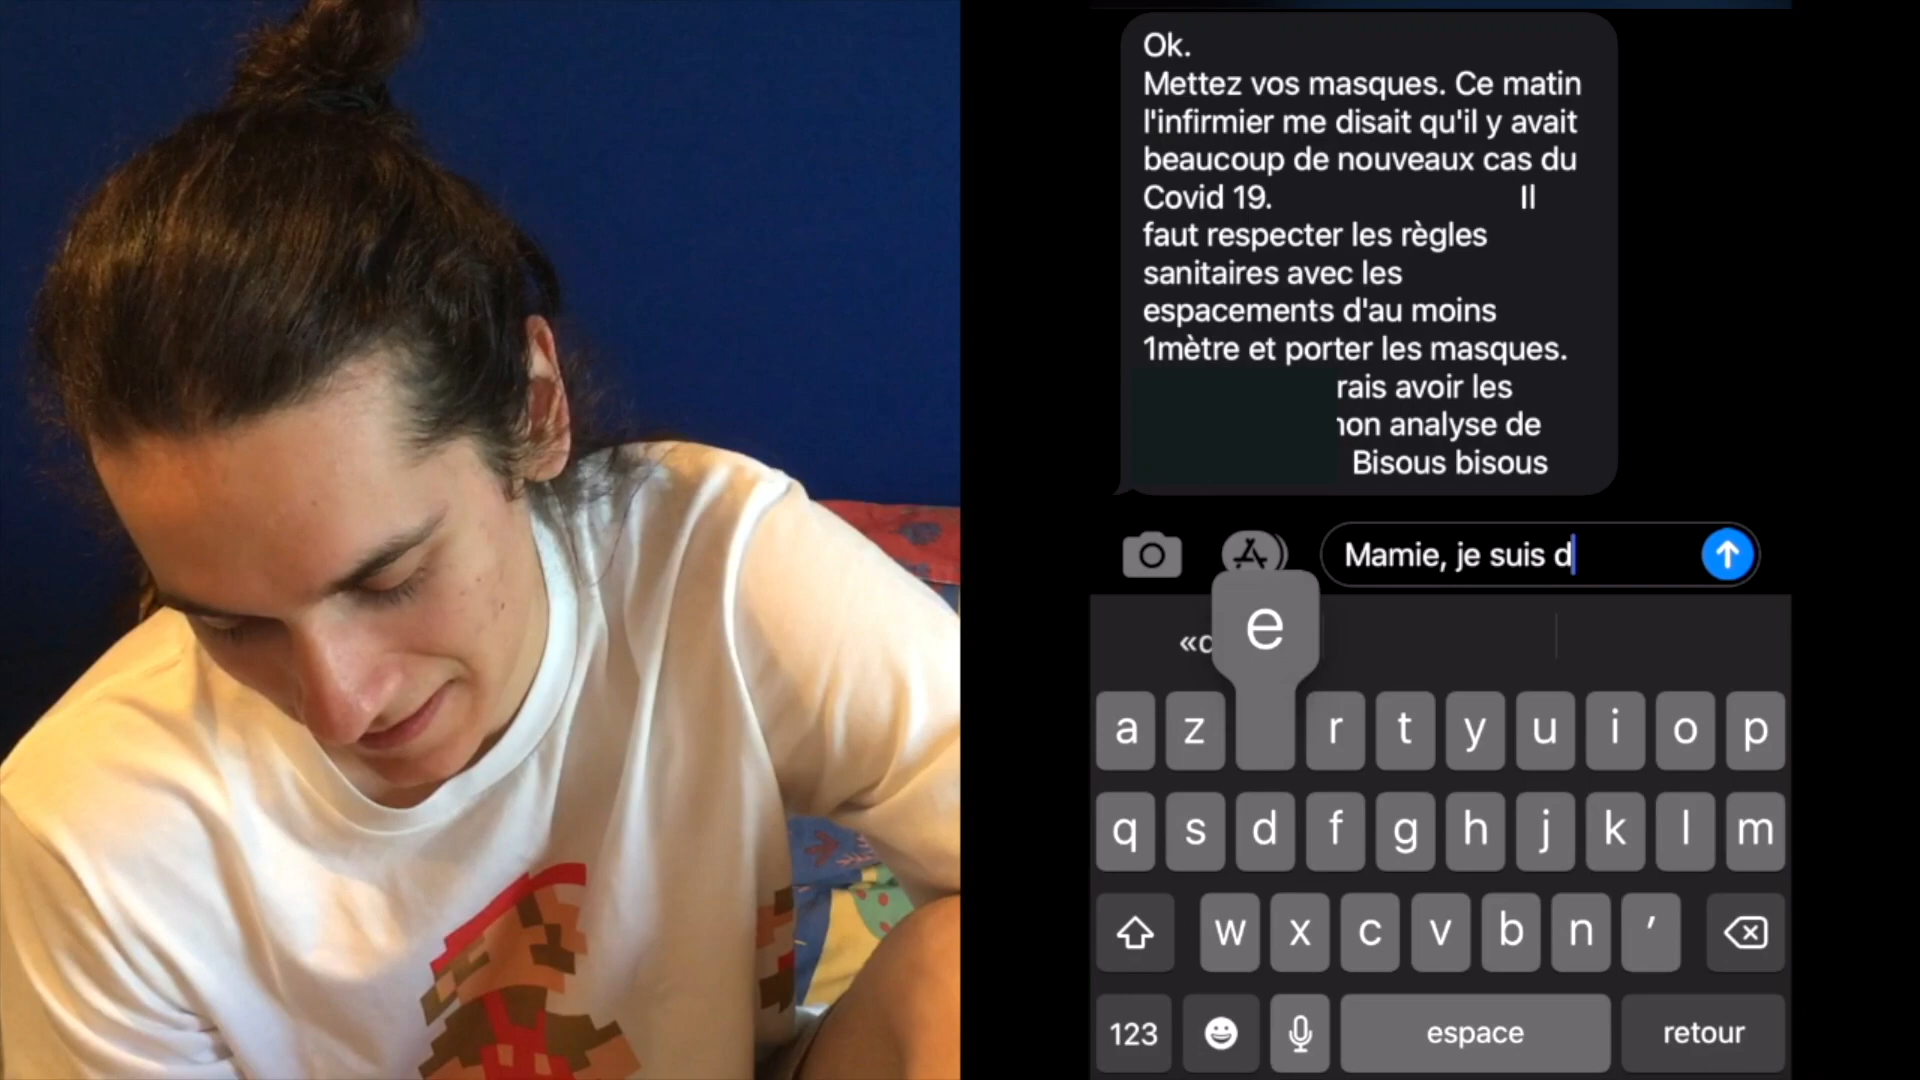 Ok.
Mettez vos masques. Ce matin
l'infirmier me disait qu'il y avait
beaucoup de nouveaux cas du
Covid 19. Il
faut respecter les règles
sanitaires avec les
espacements d'au moins
1mètre et porter les masques.
avoir les
analyse de
Bisous bisous
Mamie, je suis d
e
a z r t y u i o p
q s d f g h j k l m
w x c v b n '
123 espace retour